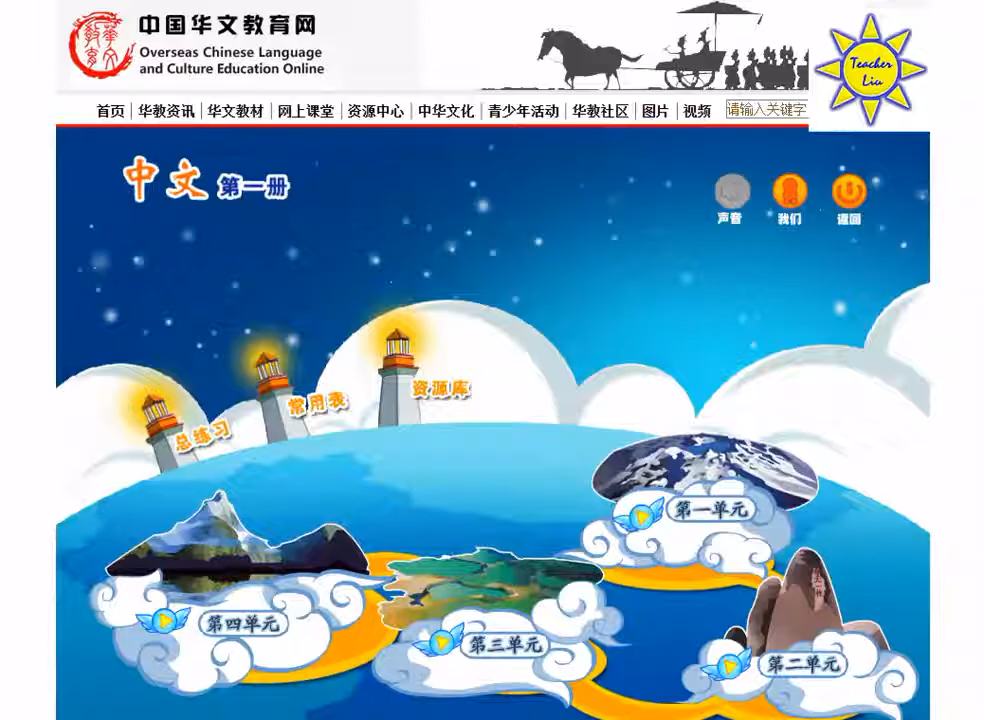 中国华文教育网
Overseas Chinese Language
and Culture Education Online
Teacher
Liu
首页 华教资讯 华文教材 网上课堂 资源中心 中华文化 青少年活动 华教社区 图片 视频 请输入关键字
中文 第一册
声音 我们 返回
资源库
常用表
总练习
第一单元
第四单元
第三单元
第二单元